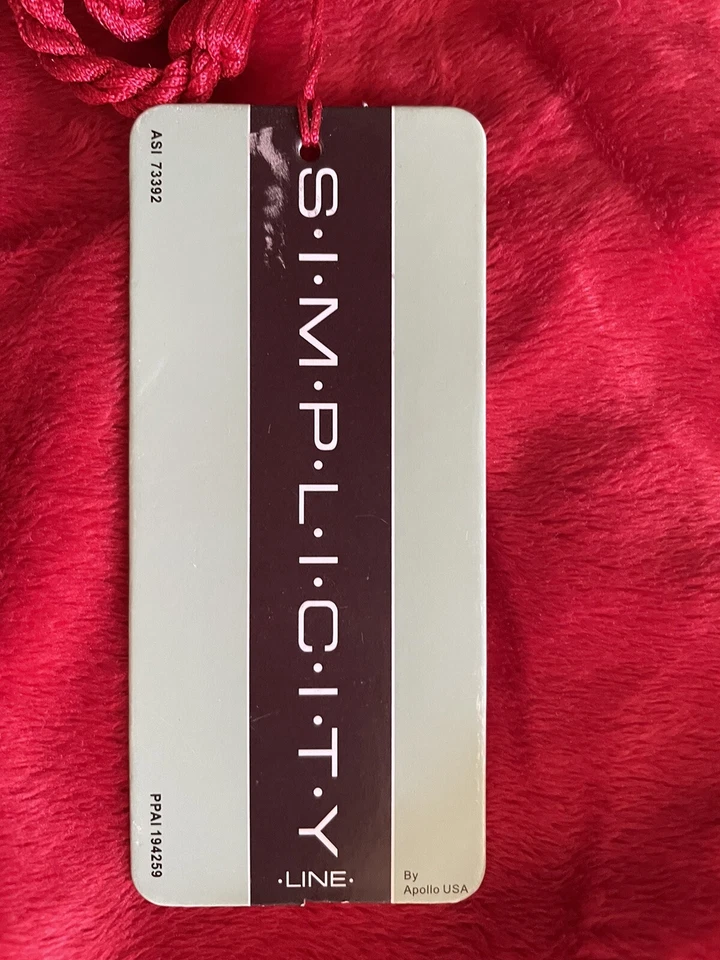 ASI 73392
PPAI 194259
S·I·M·P·L·I·C·I·T·Y
·LINE·
By
Apollo USA